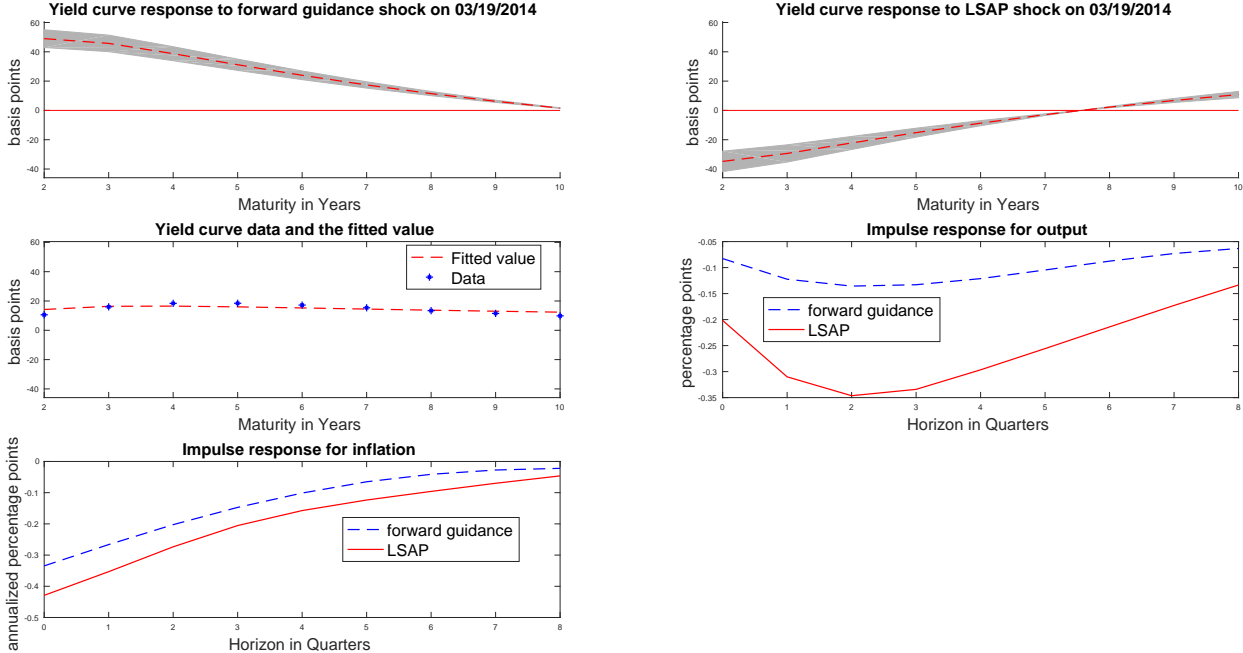 Yield curve response to forward guidance shock on 03/19/2014
60
40
20
0
-20
-40
basis points
2 3 4 5 6 7 8 9 10
Maturity in Years
Yield curve response to LSAP shock on 03/19/2014
60
40
20
0
-20
-40
basis points
2 3 4 5 6 7 8 9 10
Maturity in Years
Yield curve data and the fitted value
60
40
20
0
-20
-40
basis points
Fitted value
Data
2 3 4 5 6 7 8 9 10
Maturity in Years
Impulse response for output
-0.05
-0.1
-0.15
-0.2
-0.25
-0.3
-0.35
percentage points
forward guidance
LSAP
0 1 2 3 4 5 6 7 8
Horizon in Quarters
Impulse response for inflation
0
-0.1
-0.2
-0.3
-0.4
-0.5
annualized percentage points
forward guidance
LSAP
0 1 2 3 4 5 6 7 8
Horizon in Quarters